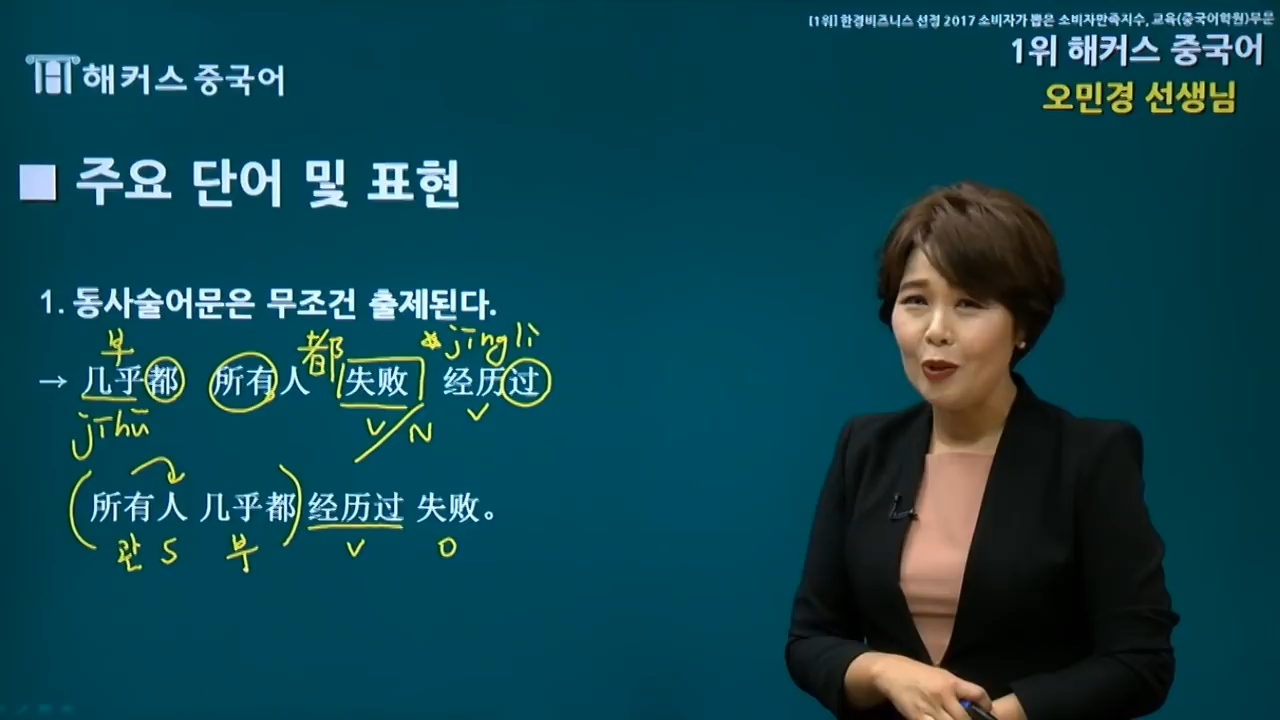 [1위] 한경비즈니스 선정 2017 소비자가 뽑은 소비자만족지수, 교육(중국어학원)부문
1위 해커스 중국어
오민경 선생님
해커스 중국어
■ 주요 단어 및 표현
1. 동사술어문은 무조건 출제된다.
부 都 * jīnglì
→ 几乎都 所有人 失败 经历过
jīhū V/N V
(所有人 几乎都) 经历过 失败。
관 S 부 V O